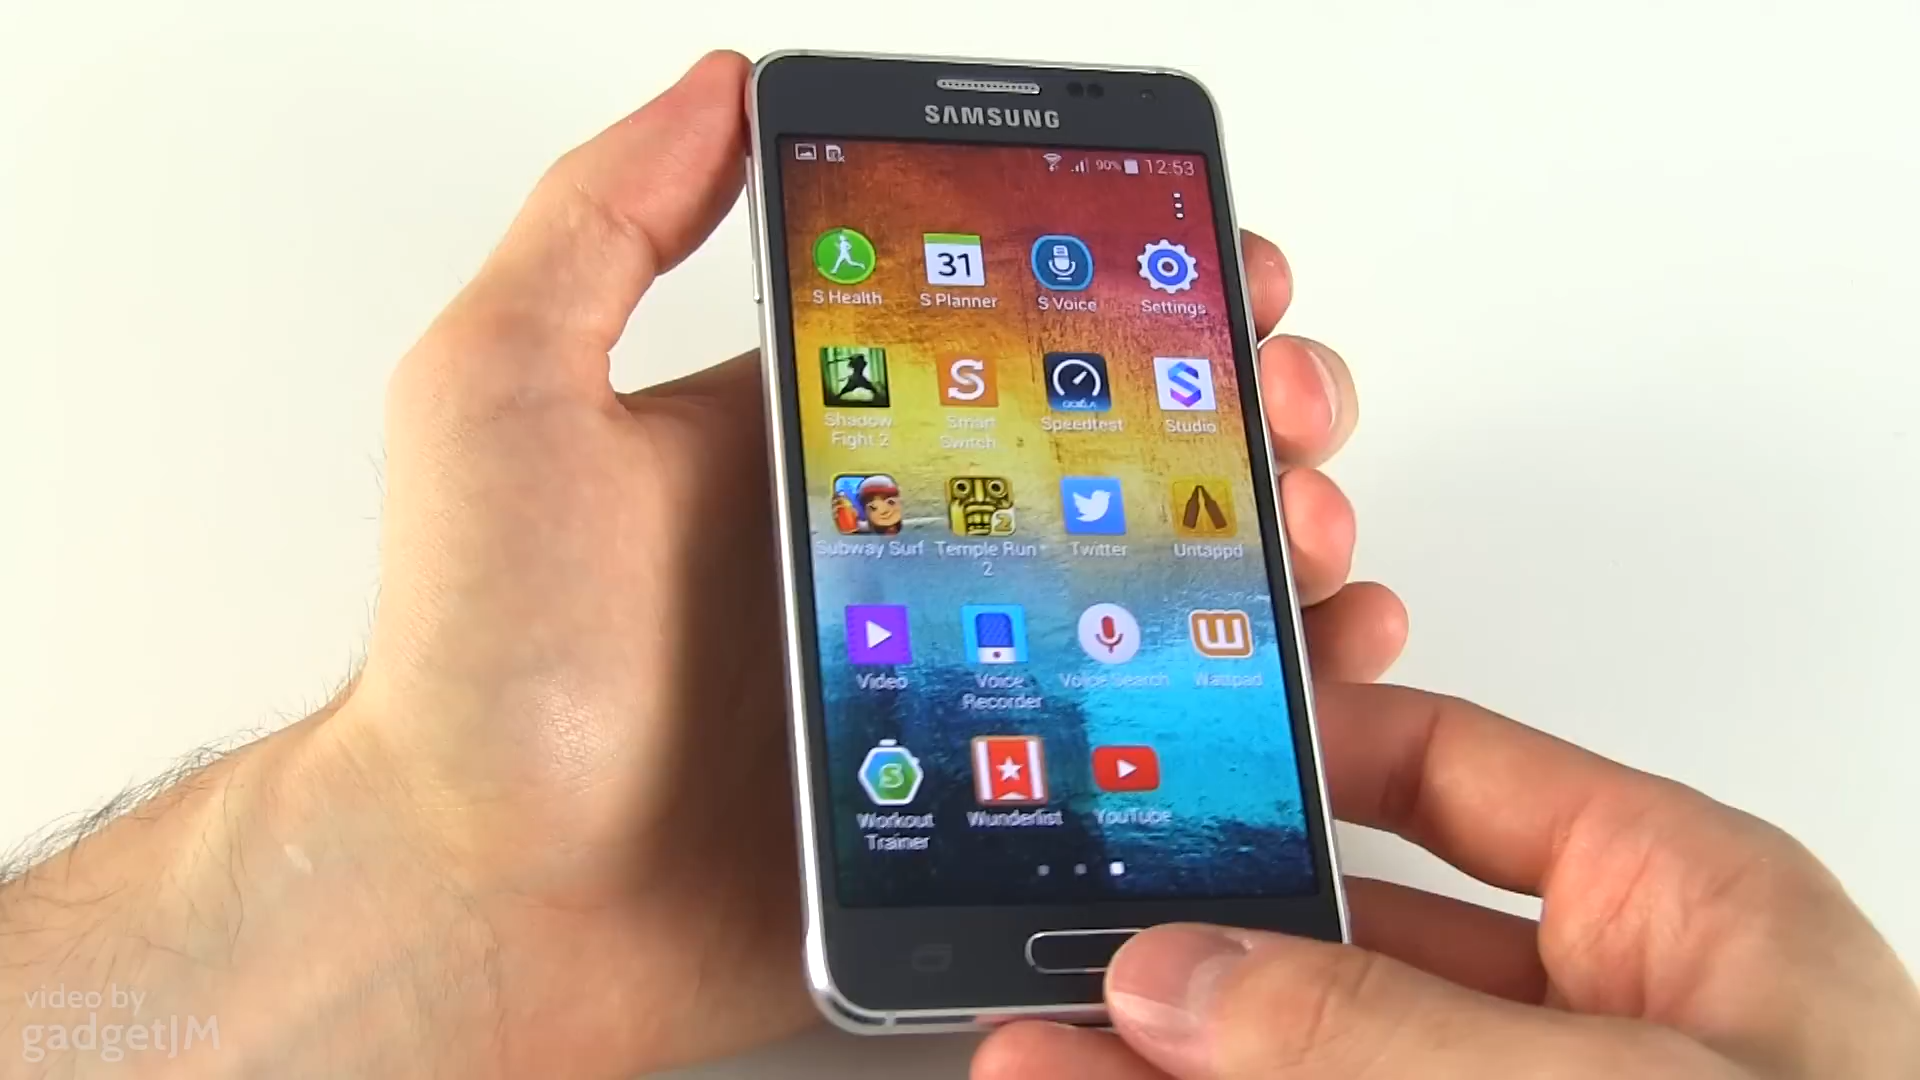 SAMSUNG
90% 12:53
31
S Health S Planner S Voice Settings
Shadow Fight 2
Smart Switch
Speedtest
Studio
Subway Surf
Temple Run 2
Twitter
Untappd
Video
Voice Recorder
Voice Search
Wattpad
Workout Trainer
Wunderlist
YouTube
video by
gadgetJM